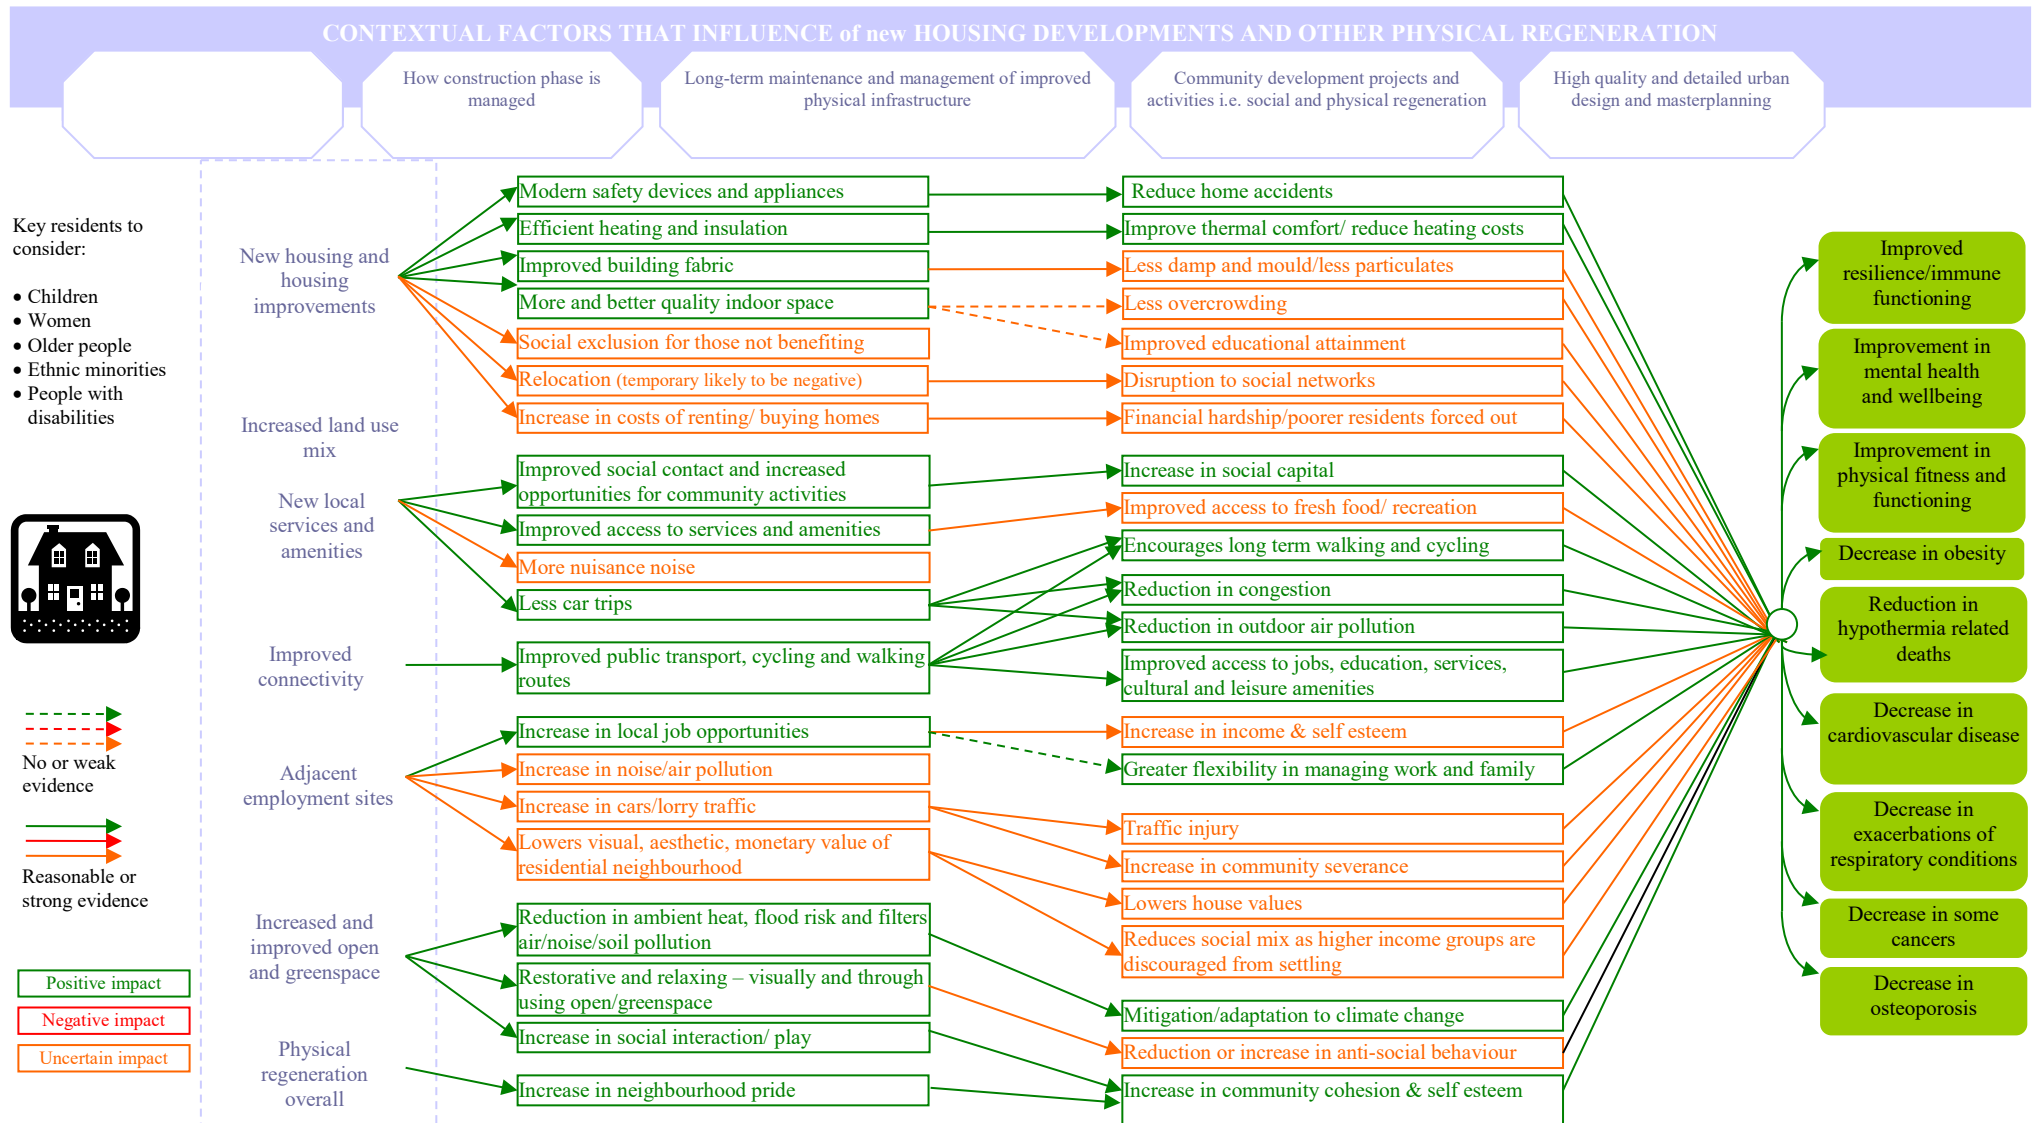 CONTEXTUAL FACTORS THAT INFLUENCE of new HOUSING DEVELOPMENTS AND OTHER PHYSICAL REGENERATION
How construction phase is
managed
Long-term maintenance and management of improved
physical infrastructure
Community development projects and
activities i.e. social and physical regeneration
High quality and detailed urban
design and masterplanning
Key residents to
consider:
• Children
• Women
• Older people
• Ethnic minorities
• People with
disabilities
No or weak
evidence
Reasonable or
strong evidence
Positive impact
Negative impact
Uncertain impact
New housing and
housing
improvements
Increased land use
mix
New local
services and
amenities
Improved
connectivity
Adjacent
employment sites
Increased and
improved open
and greenspace
Physical
regeneration
overall
Modern safety devices and appliances
Efficient heating and insulation
Improved building fabric
More and better quality indoor space
Social exclusion for those not benefiting
Relocation (temporary likely to be negative)
Increase in costs of renting/ buying homes
Improved social contact and increased
opportunities for community activities
Improved access to services and amenities
More nuisance noise
Less car trips
Improved public transport, cycling and walking
routes
Increase in local job opportunities
Increase in noise/air pollution
Increase in cars/lorry traffic
Lowers visual, aesthetic, monetary value of
residential neighbourhood
Reduction in ambient heat, flood risk and filters
air/noise/soil pollution
Restorative and relaxing – visually and through
using open/greenspace
Increase in social interaction/ play
Increase in neighbourhood pride
Reduce home accidents
Improve thermal comfort/ reduce heating costs
Less damp and mould/less particulates
Less overcrowding
Improved educational attainment
Disruption to social networks
Financial hardship/poorer residents forced out
Increase in social capital
Improved access to fresh food/ recreation
Encourages long term walking and cycling
Reduction in congestion
Reduction in outdoor air pollution
Improved access to jobs, education, services,
cultural and leisure amenities
Increase in income & self esteem
Greater flexibility in managing work and family
Traffic injury
Increase in community severance
Lowers house values
Reduces social mix as higher income groups are
discouraged from settling
Mitigation/adaptation to climate change
Reduction or increase in anti-social behaviour
Increase in community cohesion & self esteem
Improved
resilience/immune
functioning
Improvement in
mental health
and wellbeing
Improvement in
physical fitness and
functioning
Decrease in obesity
Reduction in
hypothermia related
deaths
Decrease in
cardiovascular disease
Decrease in
exacerbations of
respiratory conditions
Decrease in some
cancers
Decrease in
osteoporosis